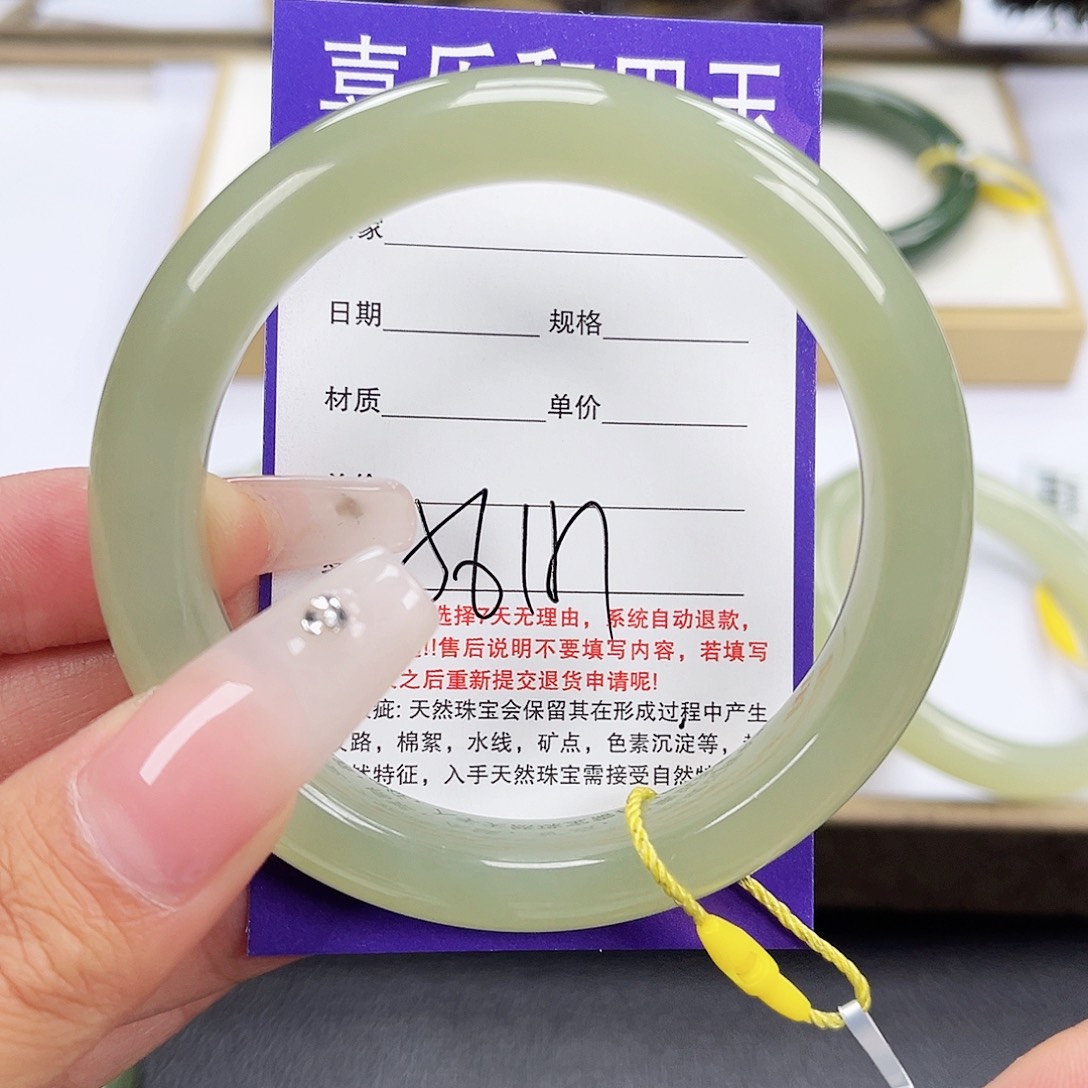 喜乐和田玉
家
日期 规格
材质 单价
选择7天无理由，系统自动退款，
!!售后说明不要填写内容，若填写
之后重新提交退货申请呢!
疵: 天然珠宝会保留其在形成过程中产生
路，棉絮，水线，矿点，色素沉淀等，
特征，入手天然珠宝需接受自然